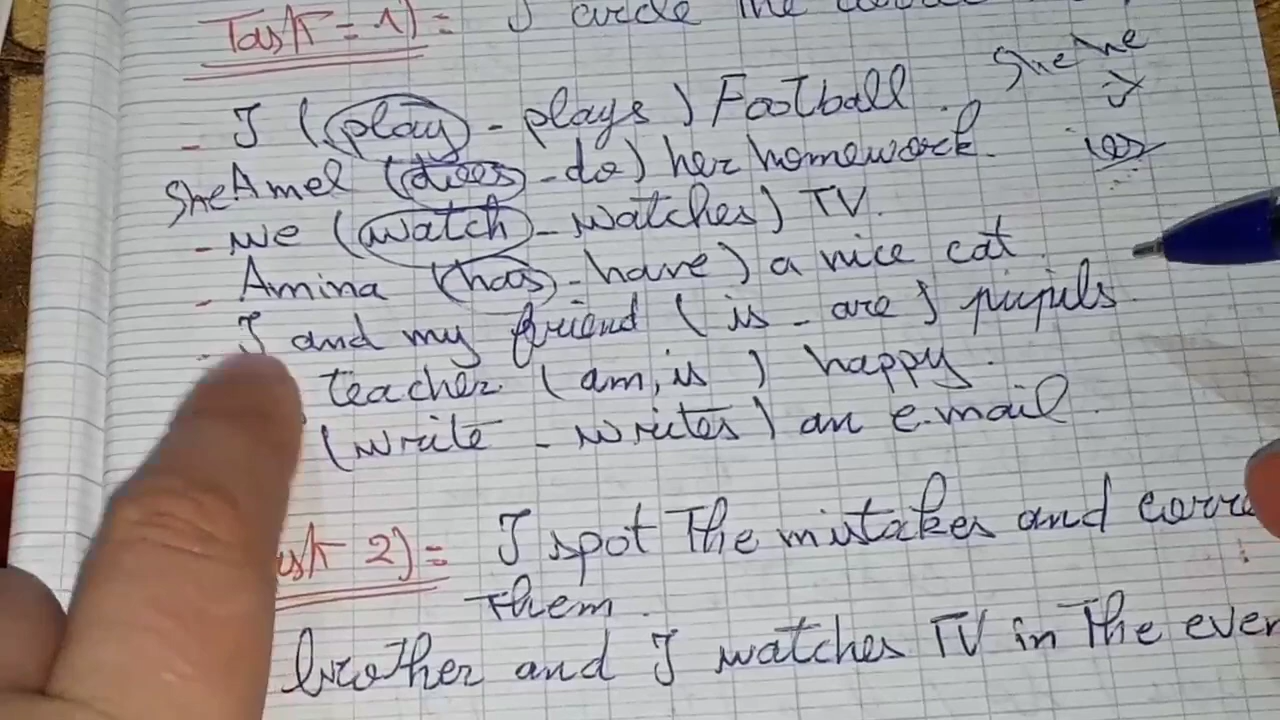 Task-1)= I circle the
She he
- I (play - plays) Football.
She Amel (does - do) her homework.
- We (watch - watches) TV.
- Amina (has - have) a nice cat.
- I and my friend (is - are) pupils.
teacher (am, is) happy.
(write - writes) an e.mail.
2)= I spot The mistakes and
Them.
brother and I watches TV in The